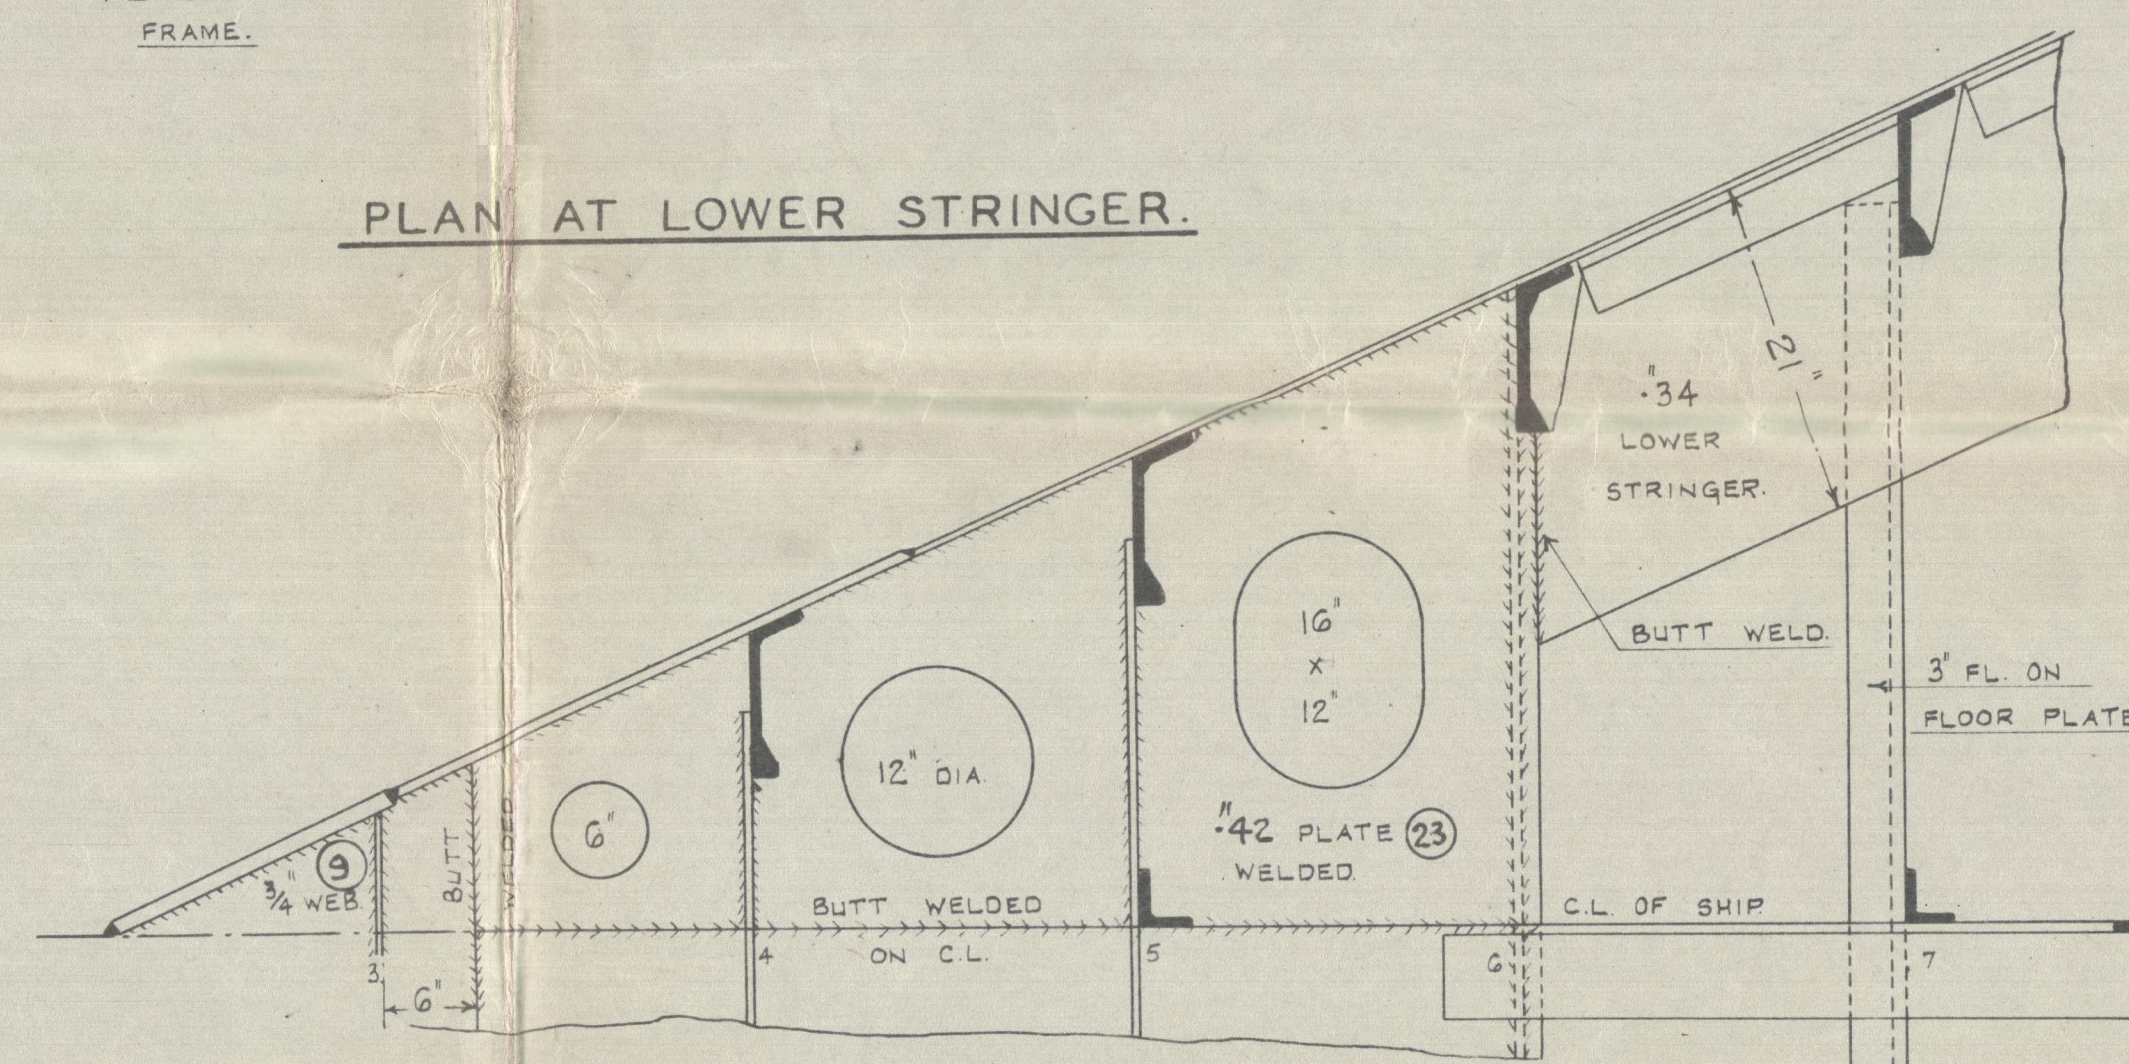 FRAME.
PLAN AT LOWER STRINGER.
21"
".34
LOWER
STRINGER.
16"
x
12"
BUTT WELD.
3" FL. ON
FLOOR PLATE
12" DIA.
6"
".42 PLATE 23
WELDED.
9
3/4" WEB.
BUTT
WELDED.
BUTT WELDED
ON C.L.
C.L. OF SHIP.
3
4
5
6
7
6"